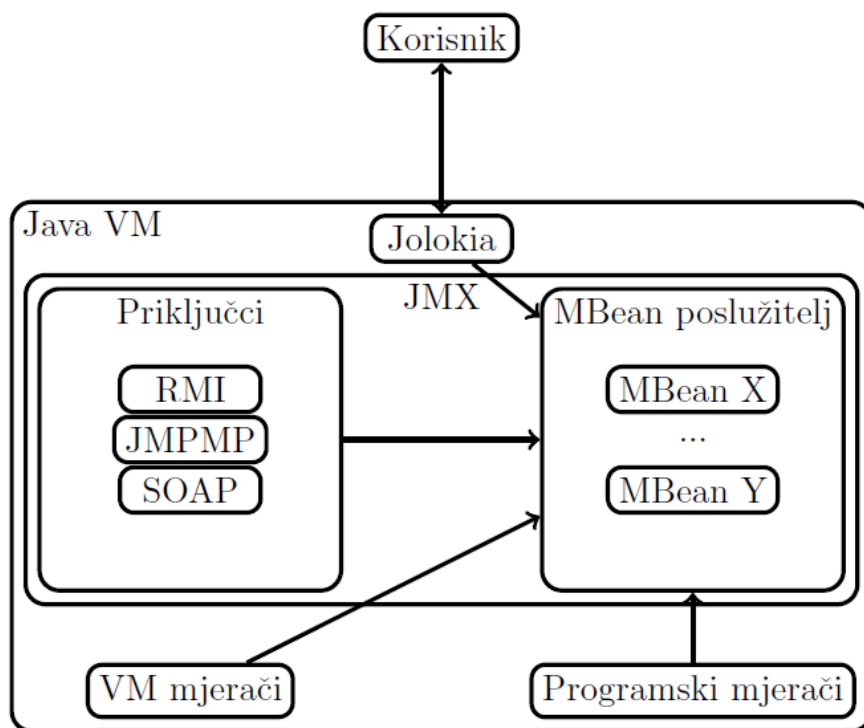 Korisnik
Java VM
Jolokia
JMX
Priključci
MBean poslužitelj
RMI
MBean X
JMPMP
...
SOAP
MBean Y
VM mjerači
Programski mjerači